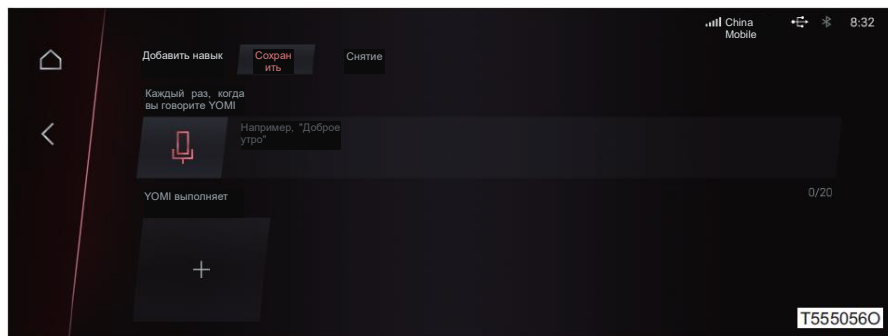 China
Mobile
8:32
Добавить навык
Сохран
ить
Снятие
Каждый раз, когда
вы говорите YOMI
Например, "Доброе
утро"
0/20
YOMI выполняет
T555056O